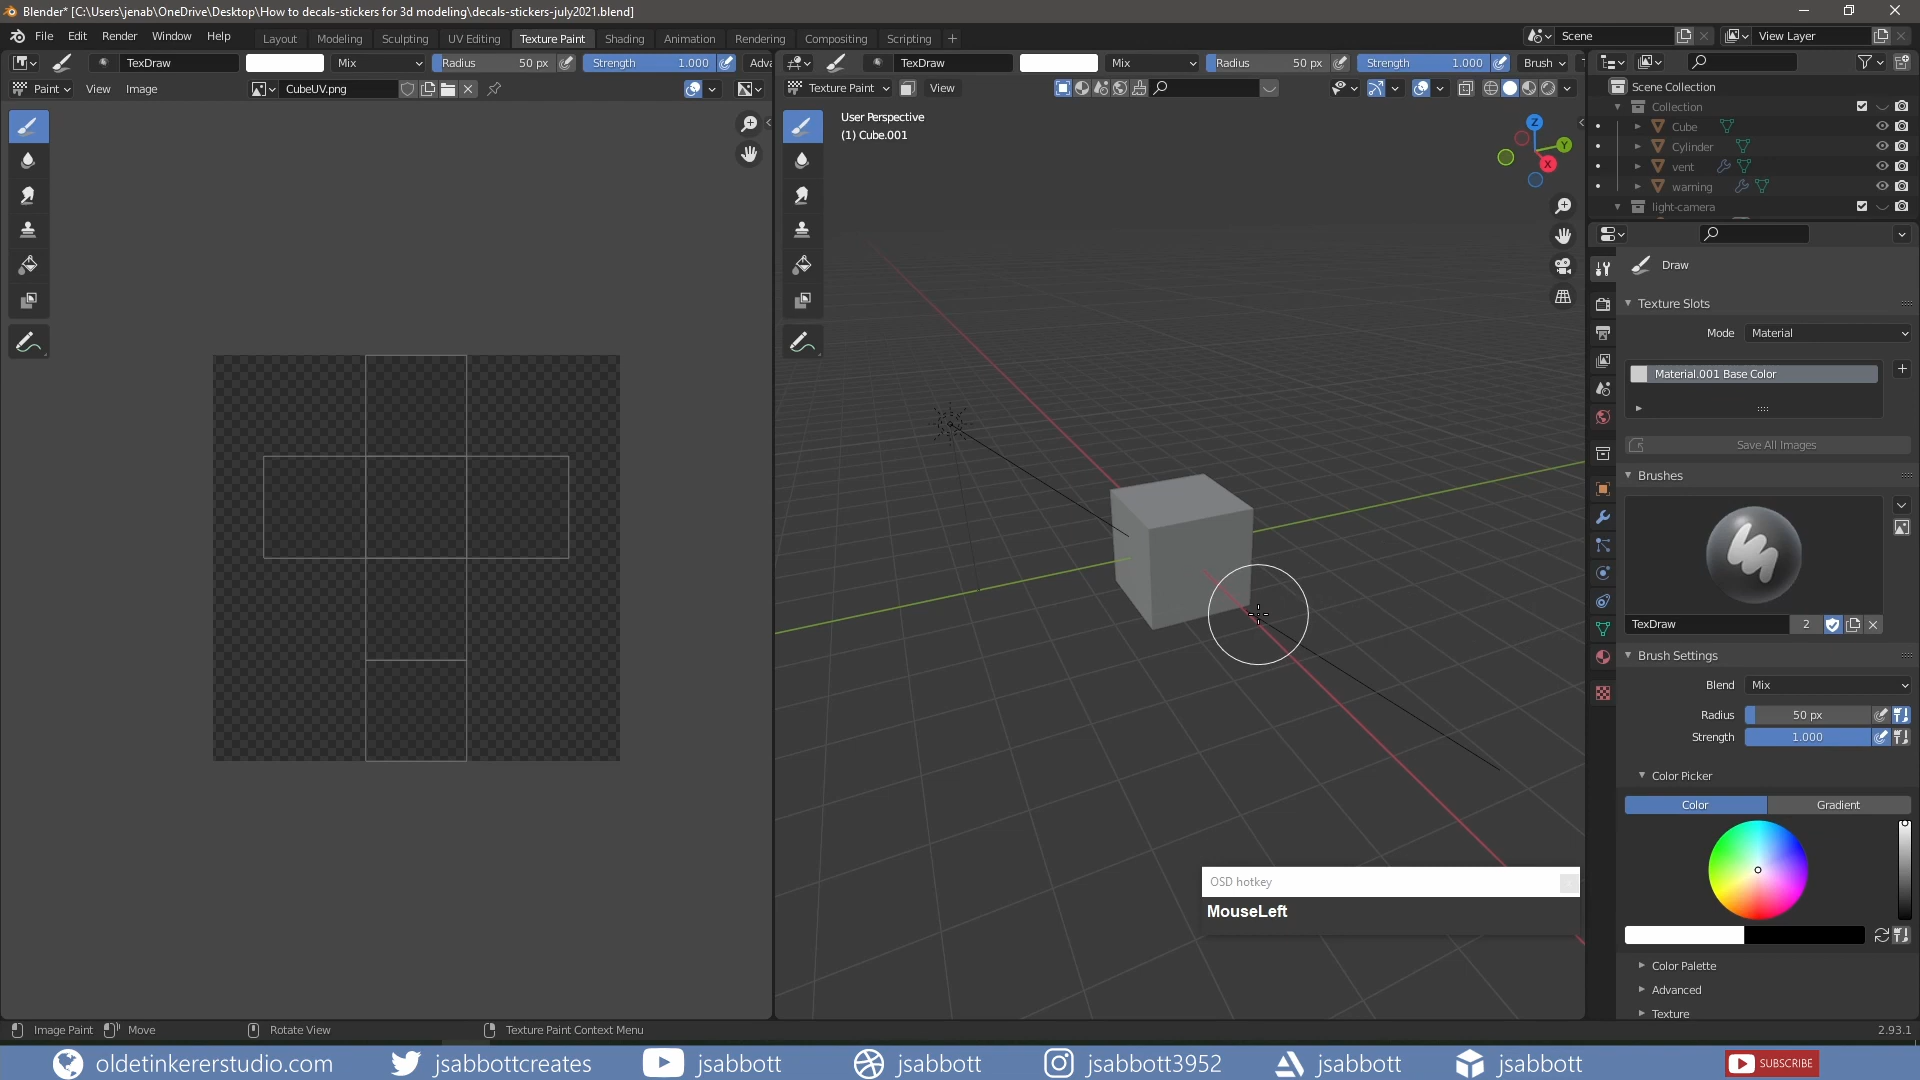 Blender* [C:\Users\jenab\OneDrive\Desktop\How to decals-stickers for 3d modeling\decals-stickers-july2021.blend]
File Edit Render Window Help Layout Modeling Sculpting UV Editing Texture Paint Shading Animation Rendering Compositing Scripting + Scene View Layer
TexDraw Mix Radius 50 px Strength 1.000 Adva TexDraw Mix Radius 50 px Strength 1.000 Brush
Paint View Image CubeUV.png Texture Paint View
User Perspective
(1) Cube.001
Z
Y
X
Scene Collection
Collection
Cube
Cylinder
vent
warning
light-camera
Draw
Texture Slots
Mode Material
Material.001 Base Color
Save All Images
Brushes
TexDraw 2
Brush Settings
Blend Mix
Radius 50 px
Strength 1.000
Color Picker
Color Gradient
Color Palette
Advanced
Texture
OSD hotkey
MouseLeft
Image Paint Move Rotate View Texture Paint Context Menu 2.93.1
oldetinkererstudio.com jsabbottcreates jsabbott jsabbott jsabbott3952 jsabbott jsabbott SUBSCRIBE